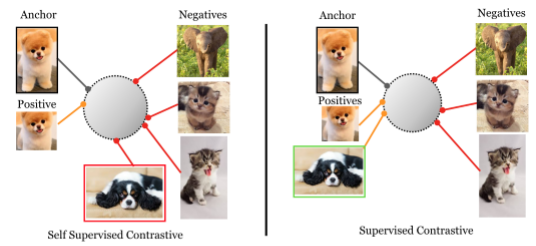 Anchor
Negatives
Positive
Self Supervised Contrastive
Anchor
Negatives
Positives
Supervised Contrastive